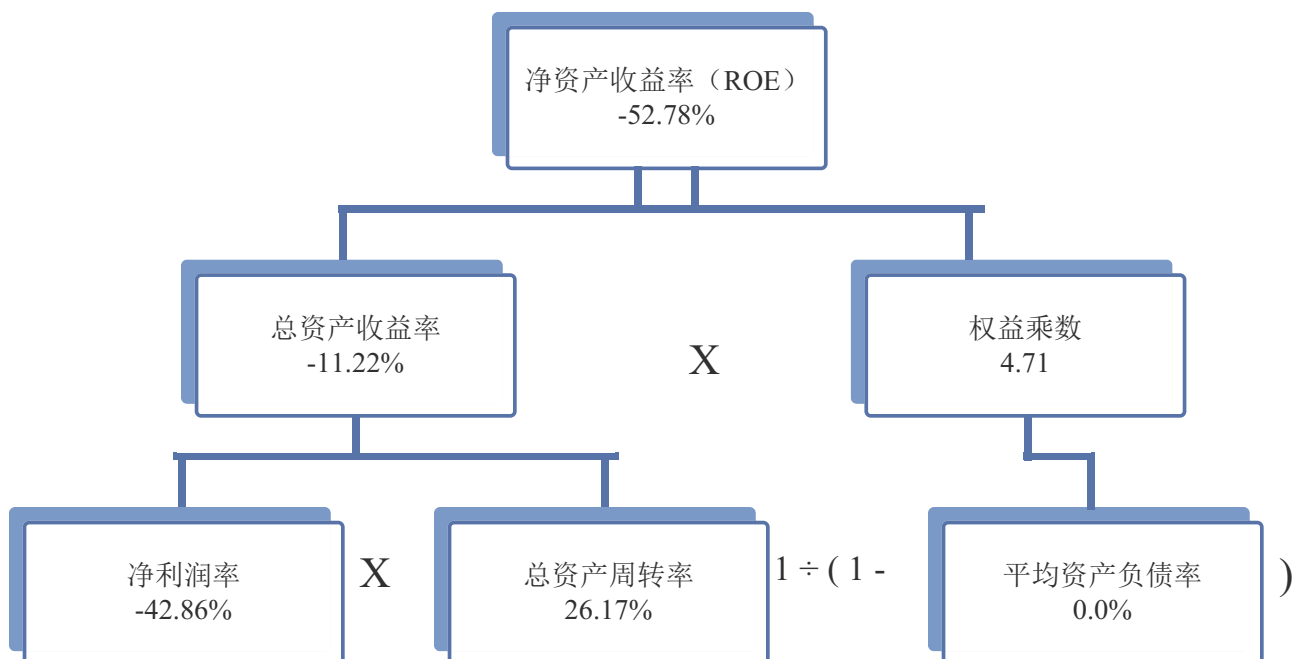 净资产收益率（ROE）
-52.78%
总资产收益率
-11.22%
X
权益乘数
4.71
净利润率
-42.86%
X
总资产周转率
26.17%
1 ÷ ( 1 -
平均资产负债率
0.0%
)